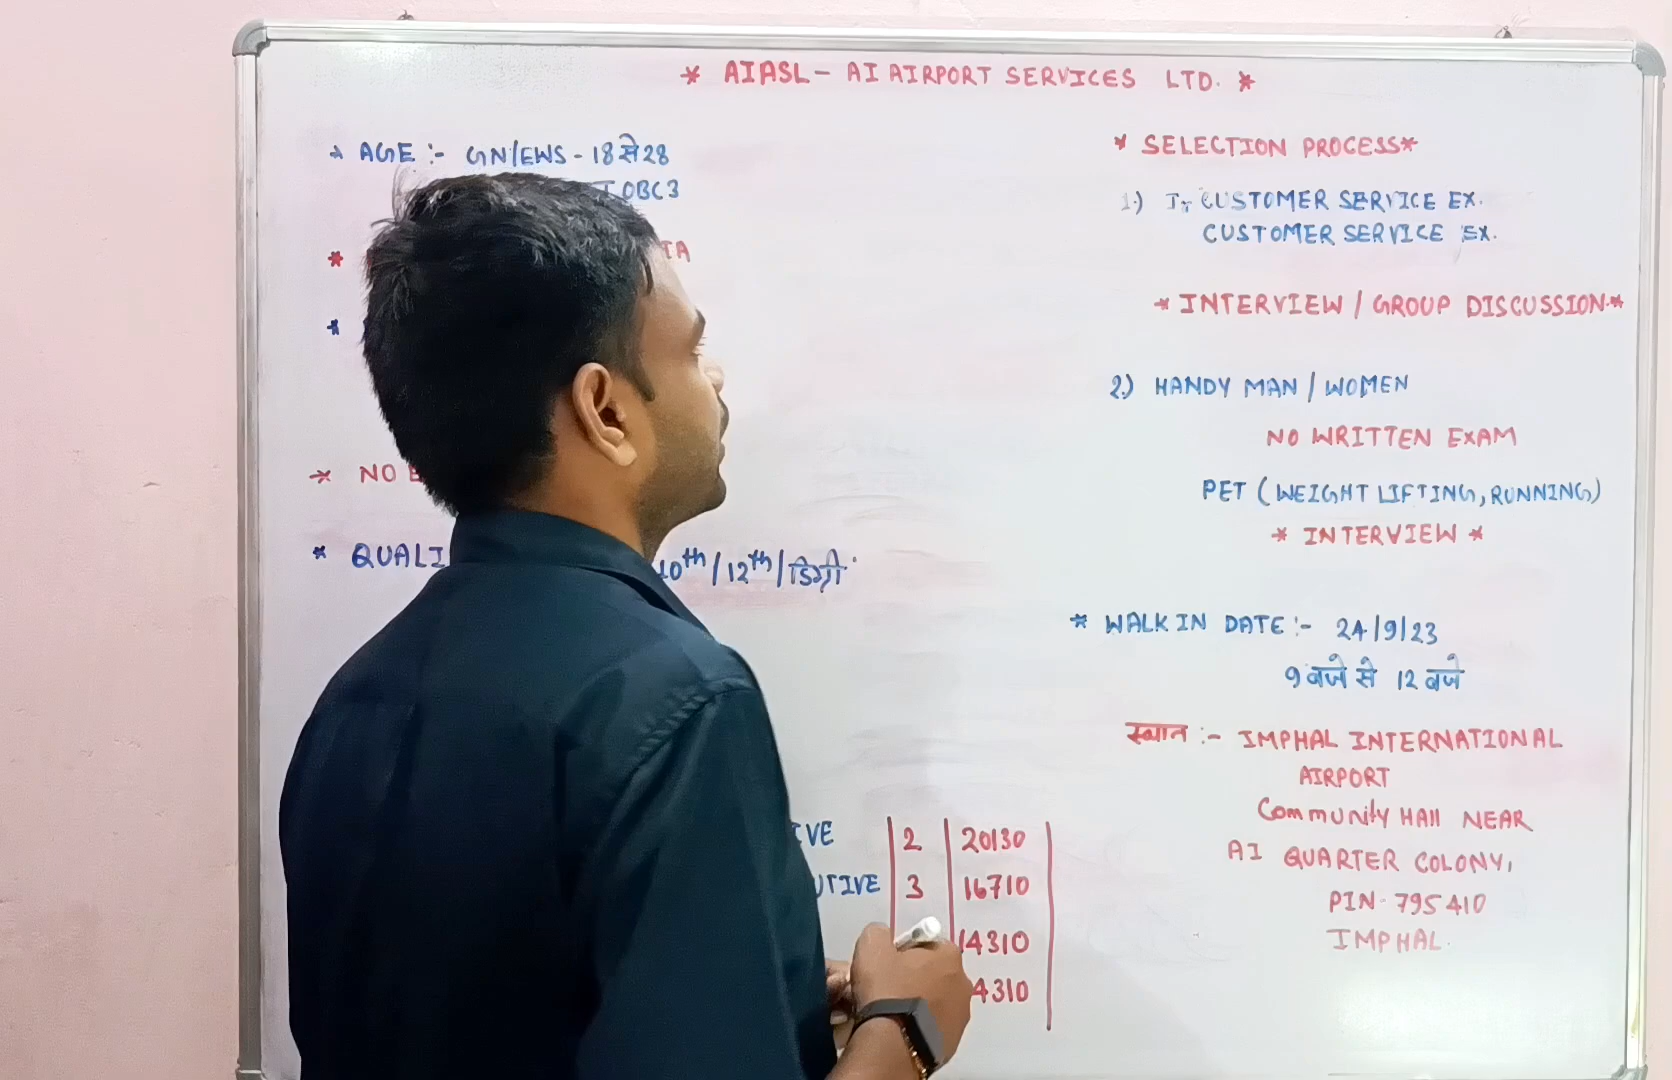 * AIASL - AI AIRPORT SERVICES LTD. *
* AGE :- GN/EWS - 18 से 28
OBC 3
*
*
* NO
* QUALI 10th / 12th / डिग्री
IVE | 2 | 20130 |
UTIVE | 3 | 16710 |
14310 |
4310 |
* SELECTION PROCESS *
1.) Jr CUSTOMER SERVICE EX.
CUSTOMER SERVICE EX.
* INTERVIEW / GROUP DISCUSSION *
2.) HANDY MAN / WOMEN
NO WRITTEN EXAM
PET ( WEIGHT LIFTING, RUNNING)
* INTERVIEW *
* WALK IN DATE :- 24/9/23
9 बजे से 12 बजे
स्थान :- IMPHAL INTERNATIONAL
AIRPORT
Community Hall NEAR
AI QUARTER COLONY,
PIN - 795410
IMPHAL.